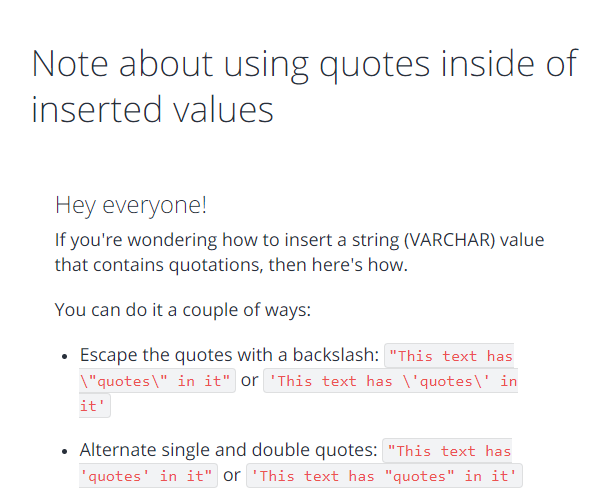 Note about using quotes inside of
inserted values
Hey everyone!
If you're wondering how to insert a string (VARCHAR) value
that contains quotations, then here's how.
You can do it a couple of ways:
• Escape the quotes with a backslash: "This text has
\"quotes\" in it" or 'This text has \'quotes\' in
it'
• Alternate single and double quotes: "This text has
'quotes' in it" or 'This text has "quotes" in it'